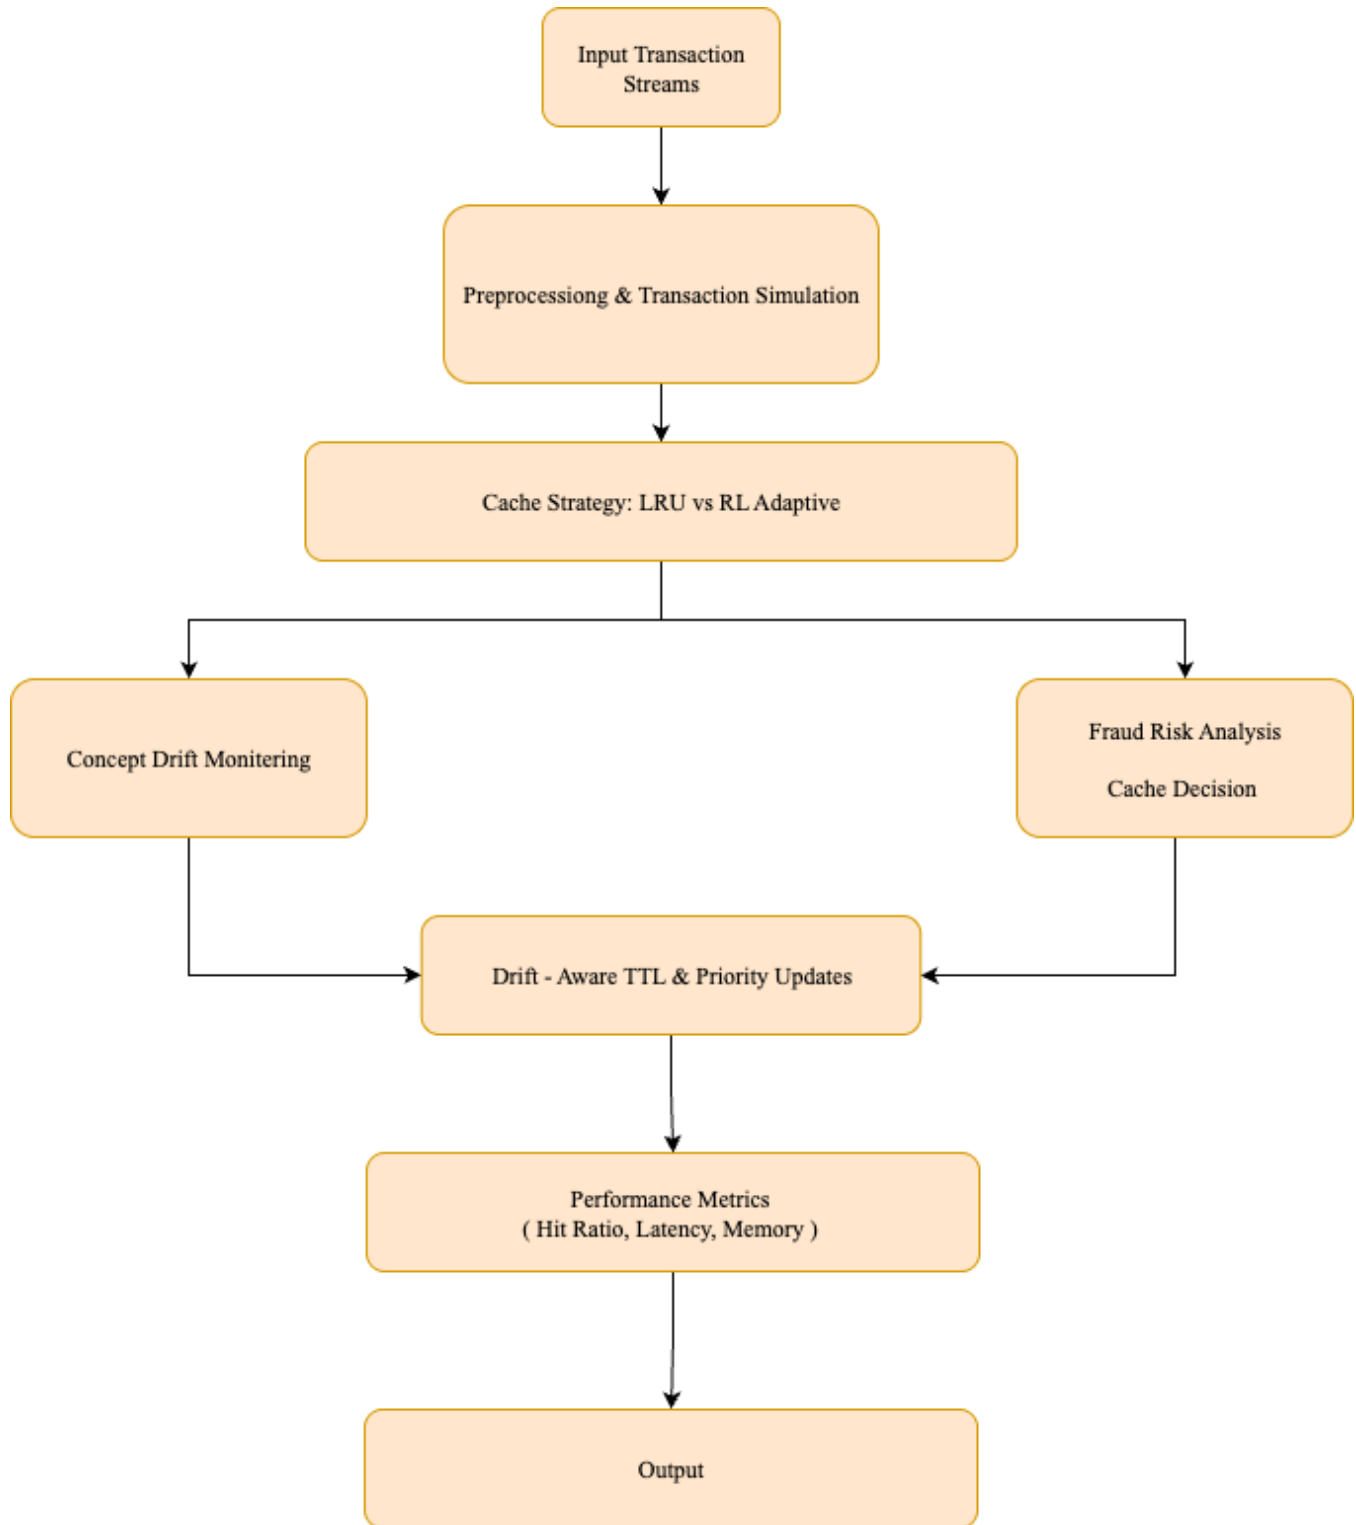 Input Transaction
Streams
Preprocessiong & Transaction Simulation
Cache Strategy: LRU vs RL Adaptive
Concept Drift Monitering
Fraud Risk Analysis
Cache Decision
Drift - Aware TTL & Priority Updates
Performance Metrics
( Hit Ratio, Latency, Memory )
Output